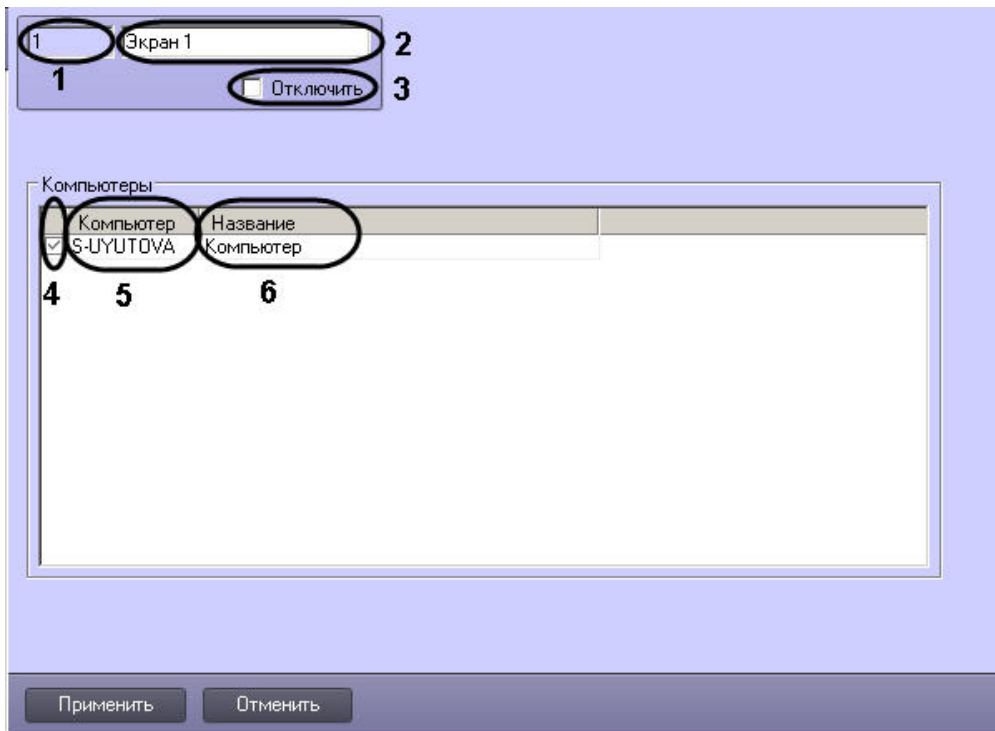 1 Экран 1 2
1 Отключить 3
Компьютеры
Компьютер Название
S-UYUTOVA Компьютер
4 5 6
Применить Отменить